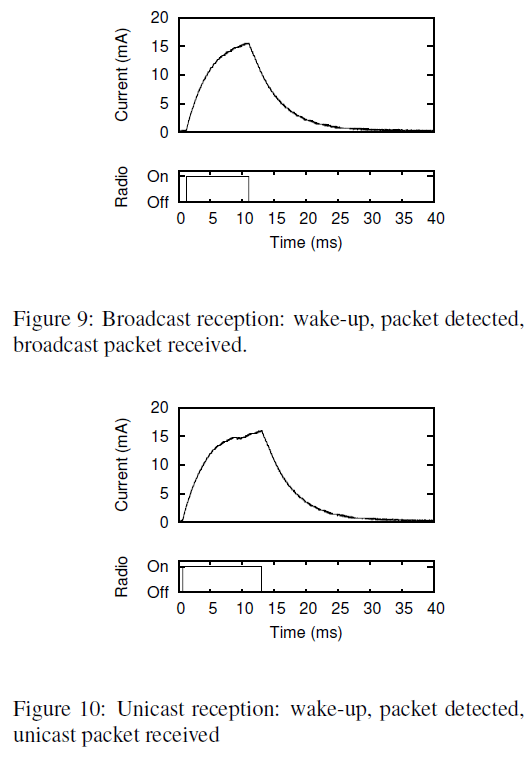 20
15
10
5
0
Current (mA)
On
Off
Radio
0 5 10 15 20 25 30 35 40
Time (ms)
Figure 9: Broadcast reception: wake-up, packet detected,
broadcast packet received.
20
15
10
5
0
Current (mA)
On
Off
Radio
0 5 10 15 20 25 30 35 40
Time (ms)
Figure 10: Unicast reception: wake-up, packet detected,
unicast packet received